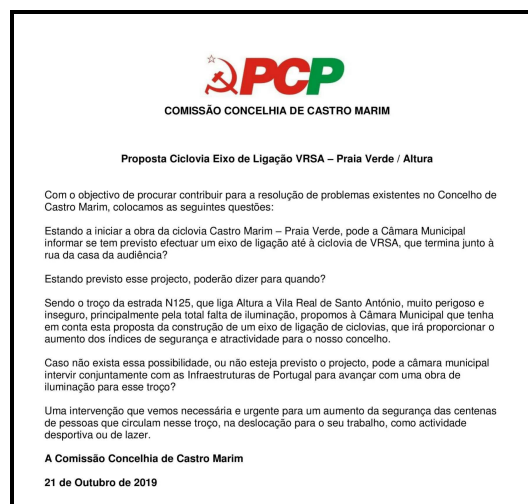 PCP
COMISSÃO CONCELHIA DE CASTRO MARIM
Proposta Ciclovia Eixo de Ligação VRSA – Praia Verde / Altura
Com o objectivo de procurar contribuir para a resolução de problemas existentes no Concelho de
Castro Marim, colocamos as seguintes questões:
Estando a iniciar a obra da ciclovia Castro Marim – Praia Verde, pode a Câmara Municipal
informar se tem previsto efectuar um eixo de ligação até à ciclovia de VRSA, que termina junto à
rua da casa da audiência?
Estando previsto esse projecto, poderão dizer para quando?
Sendo o troço da estrada N125, que liga Altura a Vila Real de Santo António, muito perigoso e
inseguro, principalmente pela total falta de iluminação, propomos à Câmara Municipal que tenha
em conta esta proposta da construção de um eixo de ligação de ciclovias, que irá proporcionar o
aumento dos índices de segurança e atractividade para o nosso concelho.
Caso não exista essa possibilidade, ou não esteja previsto o projecto, pode a câmara municipal
intervir conjuntamente com as Infraestruturas de Portugal para avançar com uma obra de
iluminação para esse troço?
Uma intervenção que vemos necessária e urgente para um aumento da segurança das centenas
de pessoas que circulam nesse troço, na deslocação para o seu trabalho, como actividade
desportiva ou de lazer.
A Comissão Concelhia de Castro Marim
21 de Outubro de 2019